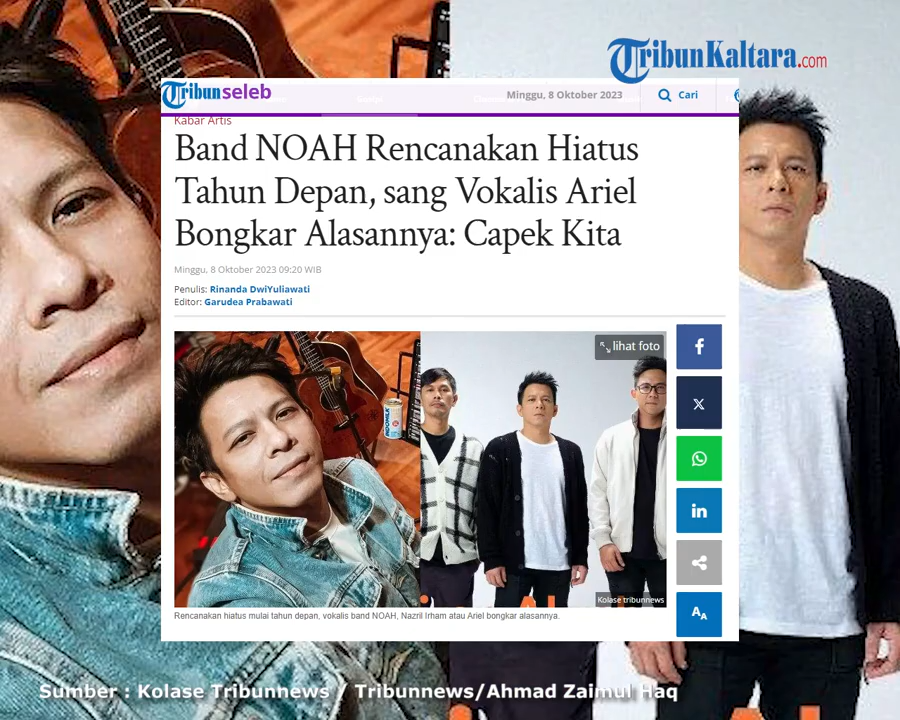 TribunKaltara.com
Tribunseleb
Minggu, 8 Oktober 2023
Cari
Kabar Artis
Band NOAH Rencanakan Hiatus
Tahun Depan, sang Vokalis Ariel
Bongkar Alasannya: Capek Kita
Minggu, 8 Oktober 2023 09:20 WIB
Penulis: Rinanda DwiYuliawati
Editor: Garudea Prabawati
lihat foto
INDOMILK
Kolase tribunnews
Rencanakan hiatus mulai tahun depan, vokalis band NOAH, Nazril Irham atau Ariel bongkar alasannya.
AA
Sumber : Kolase Tribunnews / Tribunnews/Ahmad Zaimul Haq